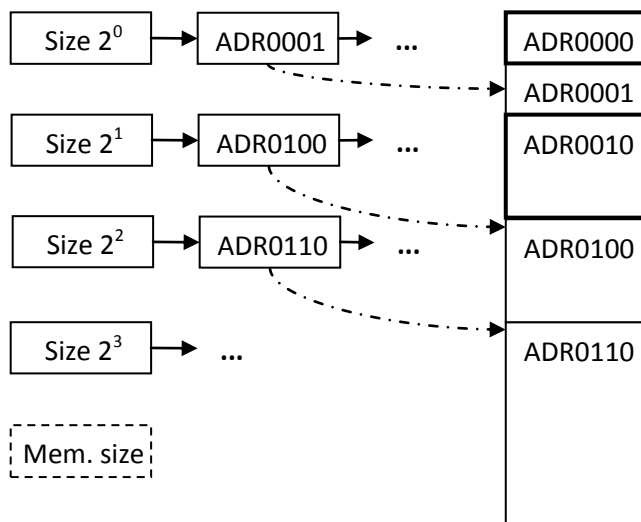 Size 2⁰ ADR0001 ... ADR0000
ADR0001
Size 2¹ ADR0100 ... ADR0010
Size 2² ADR0110 ... ADR0100
Size 2³ ... ADR0110
Mem. size